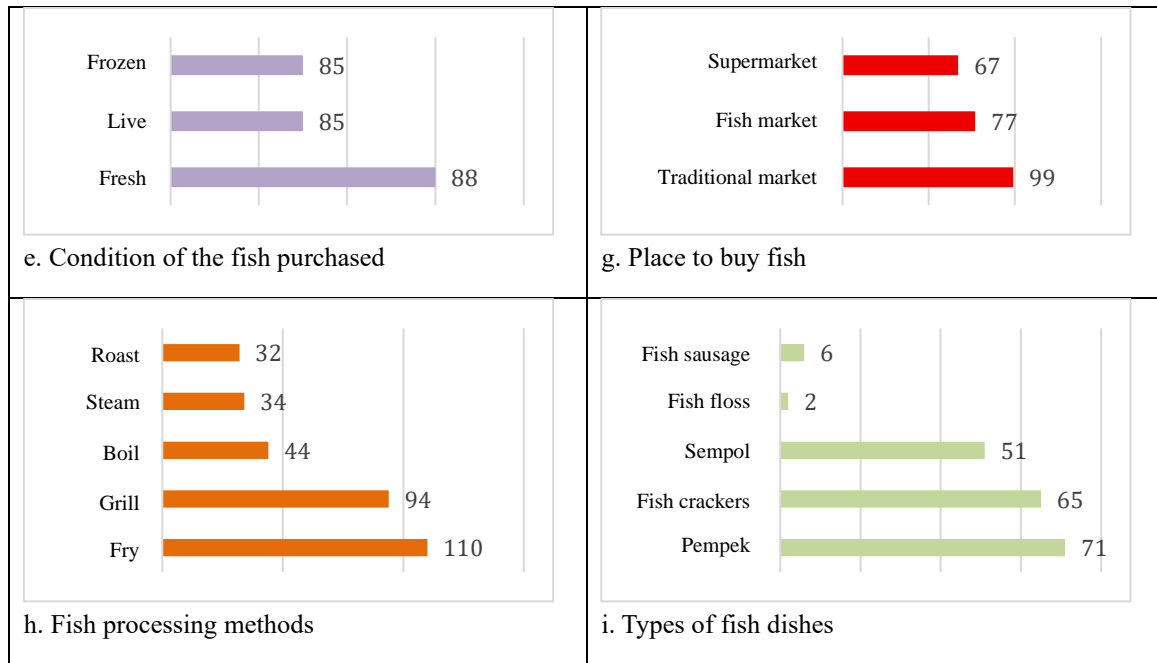 Frozen 85
Live 85
Fresh 88
e. Condition of the fish purchased
Supermarket 67
Fish market 77
Traditional market 99
g. Place to buy fish
Roast 32
Steam 34
Boil 44
Grill 94
Fry 110
h. Fish processing methods
Fish sausage 6
Fish floss 2
Sempol 51
Fish crackers 65
Pempek 71
i. Types of fish dishes